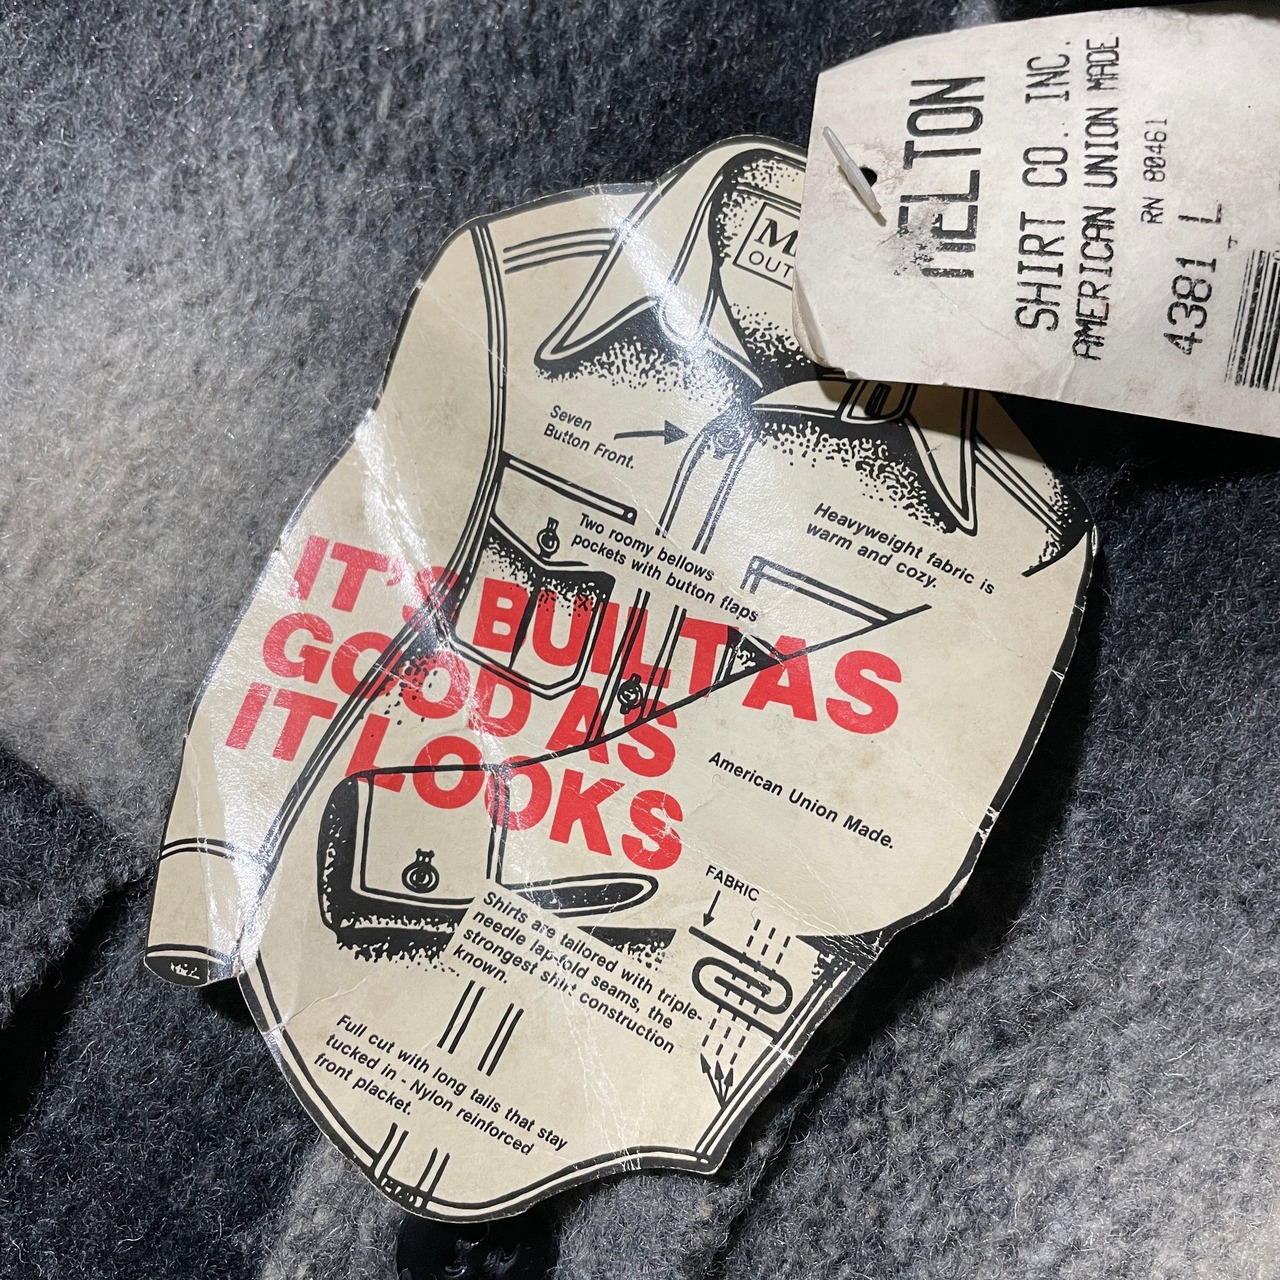 MELTON
SHIRT CO. INC.
AMERICAN UNION MADE
RN 80461
4381 L
Seven
Button Front.
Two roomy bellows
pockets with button flaps
Heavyweight fabric is
warm and cozy.
IT'S BUILT AS
GOOD AS
IT LOOKS
American Union Made.
FABRIC
Shirts are tailored with triple-
needle lap-fold seams, the
strongest shirt construction
known.
Full cut with long tails that stay
tucked in - Nylon reinforced
front placket.